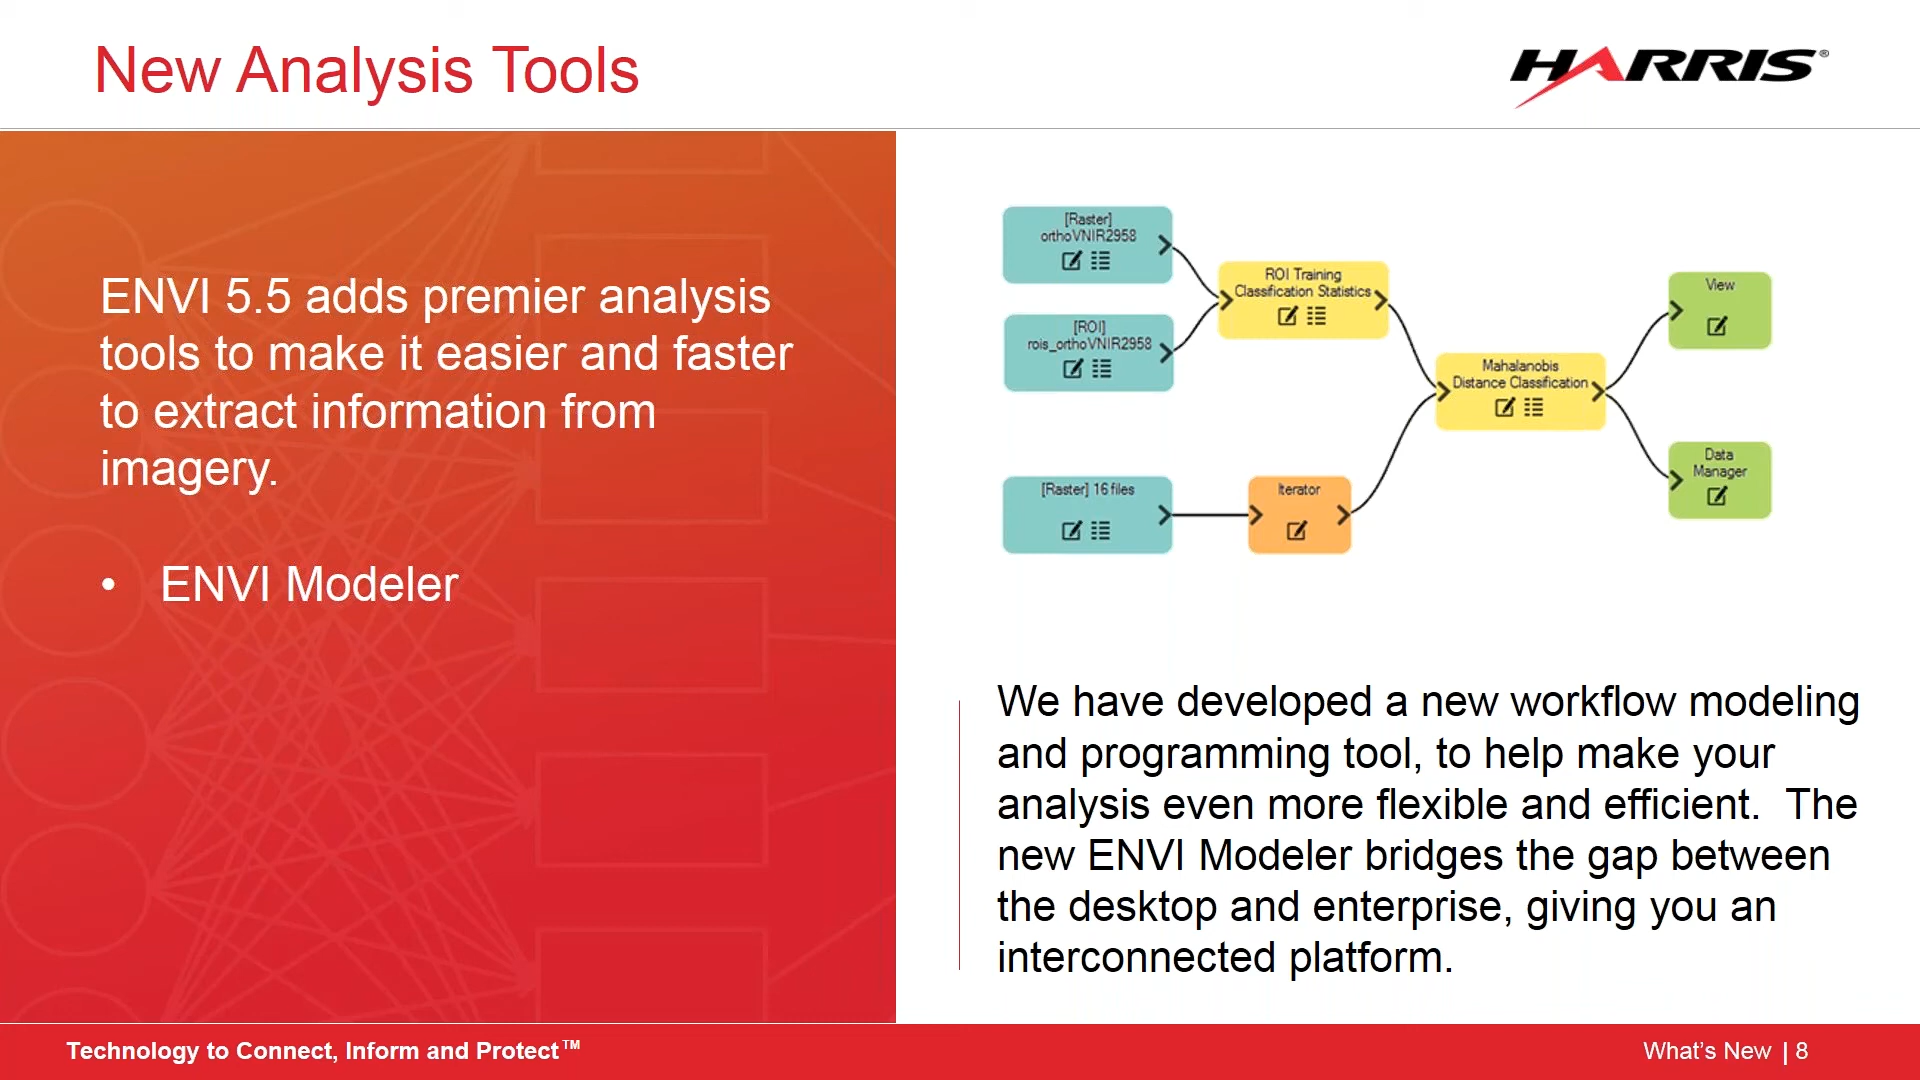 New Analysis Tools
HARRIS®
ENVI 5.5 adds premier analysis
tools to make it easier and faster
to extract information from
imagery.
• ENVI Modeler
[Raster]
orthoVNIR2958
[ROI]
rois_orthoVNIR2958
[Raster] 16 files
ROI Training
Classification Statistics
Iterator
Mahalanobis
Distance Classification
View
Data
Manager
We have developed a new workflow modeling
and programming tool, to help make your
analysis even more flexible and efficient.  The
new ENVI Modeler bridges the gap between
the desktop and enterprise, giving you an
interconnected platform.
Technology to Connect, Inform and Protect™
What's New | 8